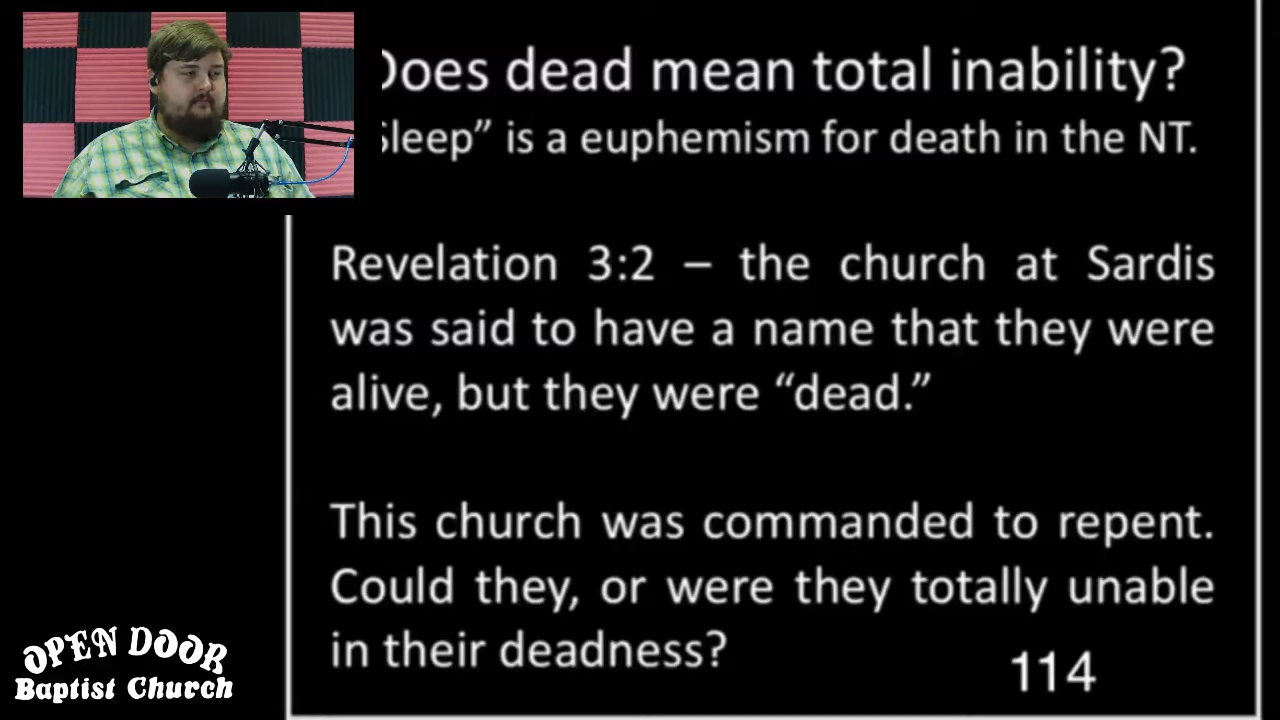 Does dead mean total inability?
Sleep” is a euphemism for death in the NT.
Revelation 3:2 – the church at Sardis
was said to have a name that they were
alive, but they were “dead.”
This church was commanded to repent.
Could they, or were they totally unable
in their deadness?
114
OPEN DOOR
Baptist Church